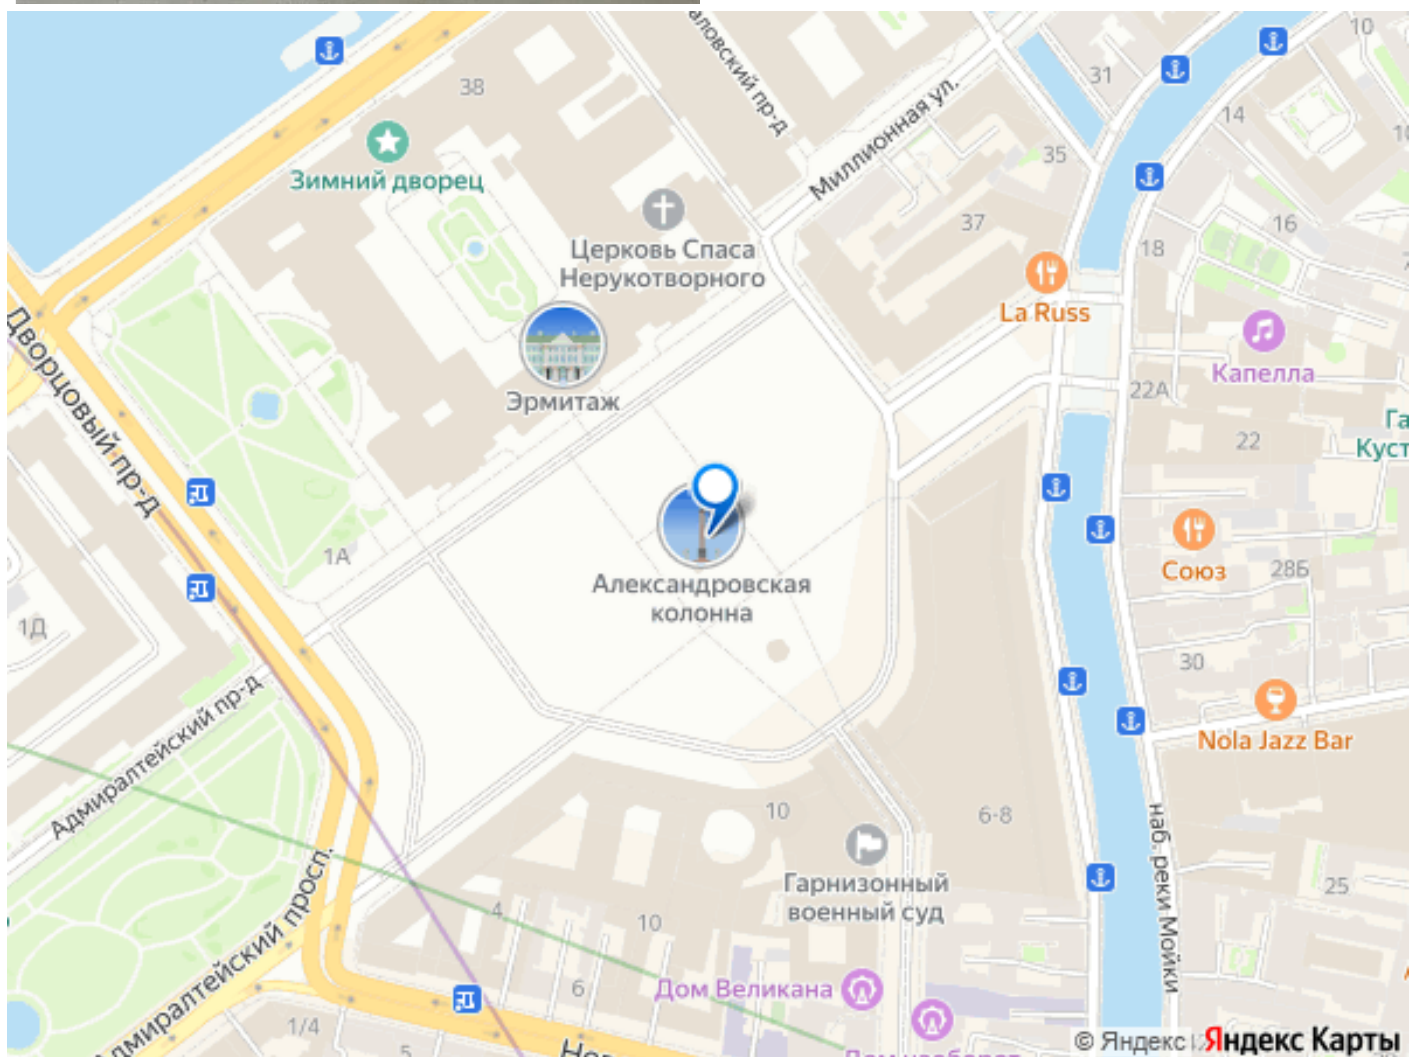 38
31
10
14
10
Миллионная ул.
35
Зимний дворец
37
16
18
Церковь Спаса
Нерукотворного
La Russ
Капелла
22А
Эрмитаж
22
Дворцовый пр-д
1А
Александровская
колонна
Союз
28Б
1Д
30
Адмиралтейский пр-д
Nola Jazz Bar
10
6-8
Гарнизонный
военный суд
25
4
10
наб. реки Мойки
Адмиралтейский просп.
6
Дом Великана
1/4
5
© Яндекс
Яндекс Карты